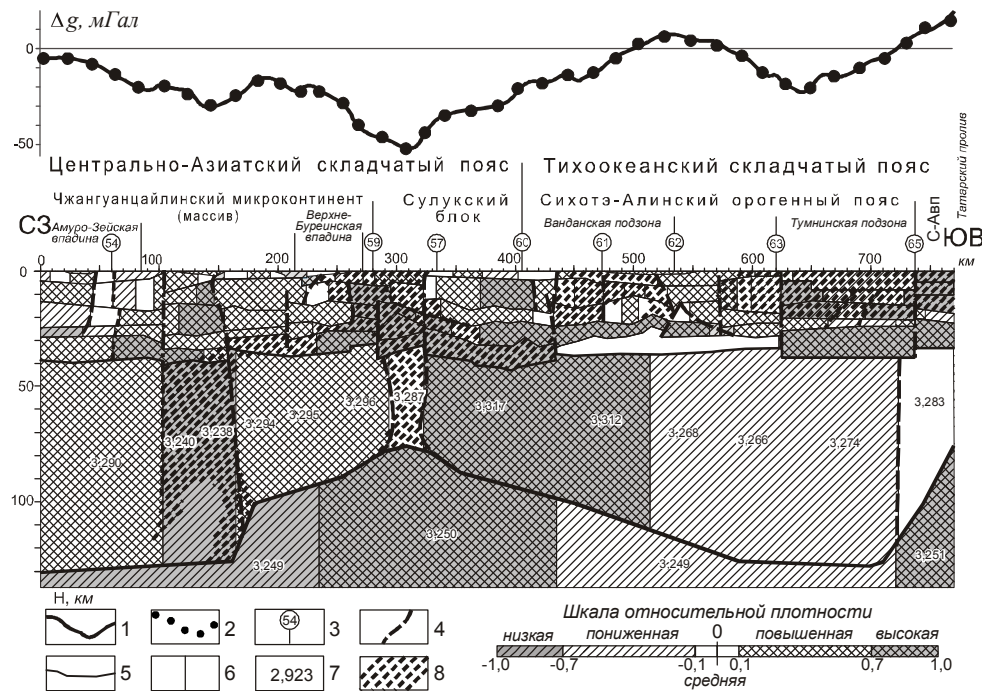 Δg, мГал
0
-50
Центрально-Азиатский складчатый пояс
Тихоокеанский складчатый пояс
Татарский пролив
Чжангуанцайлинский микроконтинент
(массив)
Сулукский
блок
Сихотэ-Алинский орогенный пояс
С-Авп
СЗ
Амуро-Зейская
впадина
Верхне-
Буреинская
впадина
Ванданская подзона
Тумнинская подзона
ЮВ
54
59
57
60
61
62
63
65
км
0
0
100
200
300
400
500
600
700
50
100
3,290
3,240
3,238
3,294
3,295
3,296
3,287
3,317
3,312
3,268
3,266
3,274
3,283
3,249
3,250
3,249
3,251
Н, км
1
2
54
3
4
5
6
2,923
7
8
Шкала относительной плотности
низкая
пониженная
0
повышенная
высокая
-1,0
-0,7
-0,1
0,1
0,7
1,0
средняя